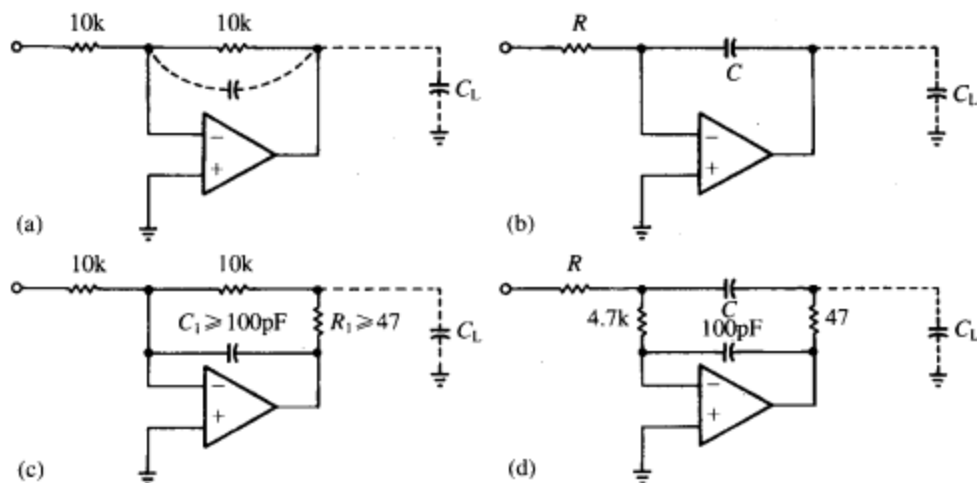 10k
10k
C_L
−
+
(a)
R
C
C_L
−
+
(b)
10k
10k
C₁ ⩾ 100pF
R₁ ⩾ 47
C_L
−
+
(c)
R
C
4.7k
100pF
47
C_L
−
+
(d)